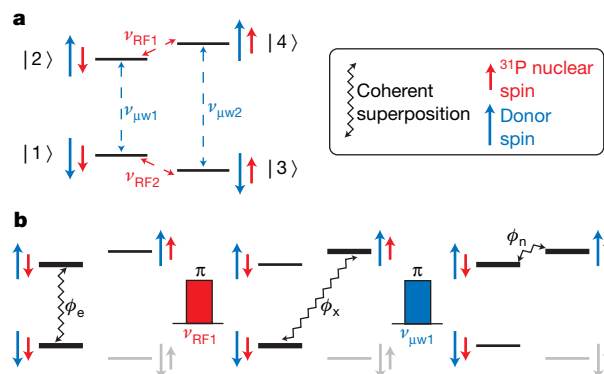 a
|2⟩
ν_RF1
|4⟩
ν_μw1
ν_μw2
|1⟩
ν_RF2
|3⟩
Coherent
superposition
³¹P nuclear
spin
Donor
spin
b
ϕ_e
π
ν_RF1
ϕ_x
π
ν_μw1
ϕ_n